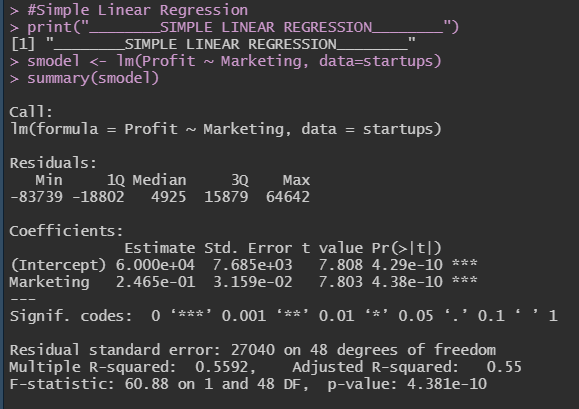 > #Simple Linear Regression
> print("________SIMPLE LINEAR REGRESSION________")
[1] "________SIMPLE LINEAR REGRESSION________"
> smodel <- lm(Profit ~ Marketing, data=startups)
> summary(smodel)
Call:
lm(formula = Profit ~ Marketing, data = startups)
Residuals:
   Min     1Q Median     3Q    Max
-83739 -18802   4925  15879  64642
Coefficients:
             Estimate Std. Error t value Pr(>|t|)
(Intercept) 6.000e+04  7.685e+03   7.808 4.29e-10 ***
Marketing   2.465e-01  3.159e-02   7.803 4.38e-10 ***
---
Signif. codes:  0 ‘***’ 0.001 ‘**’ 0.01 ‘*’ 0.05 ‘.’ 0.1 ‘ ’ 1
Residual standard error: 27040 on 48 degrees of freedom
Multiple R-squared:  0.5592,    Adjusted R-squared:   0.55
F-statistic: 60.88 on 1 and 48 DF,  p-value: 4.381e-10